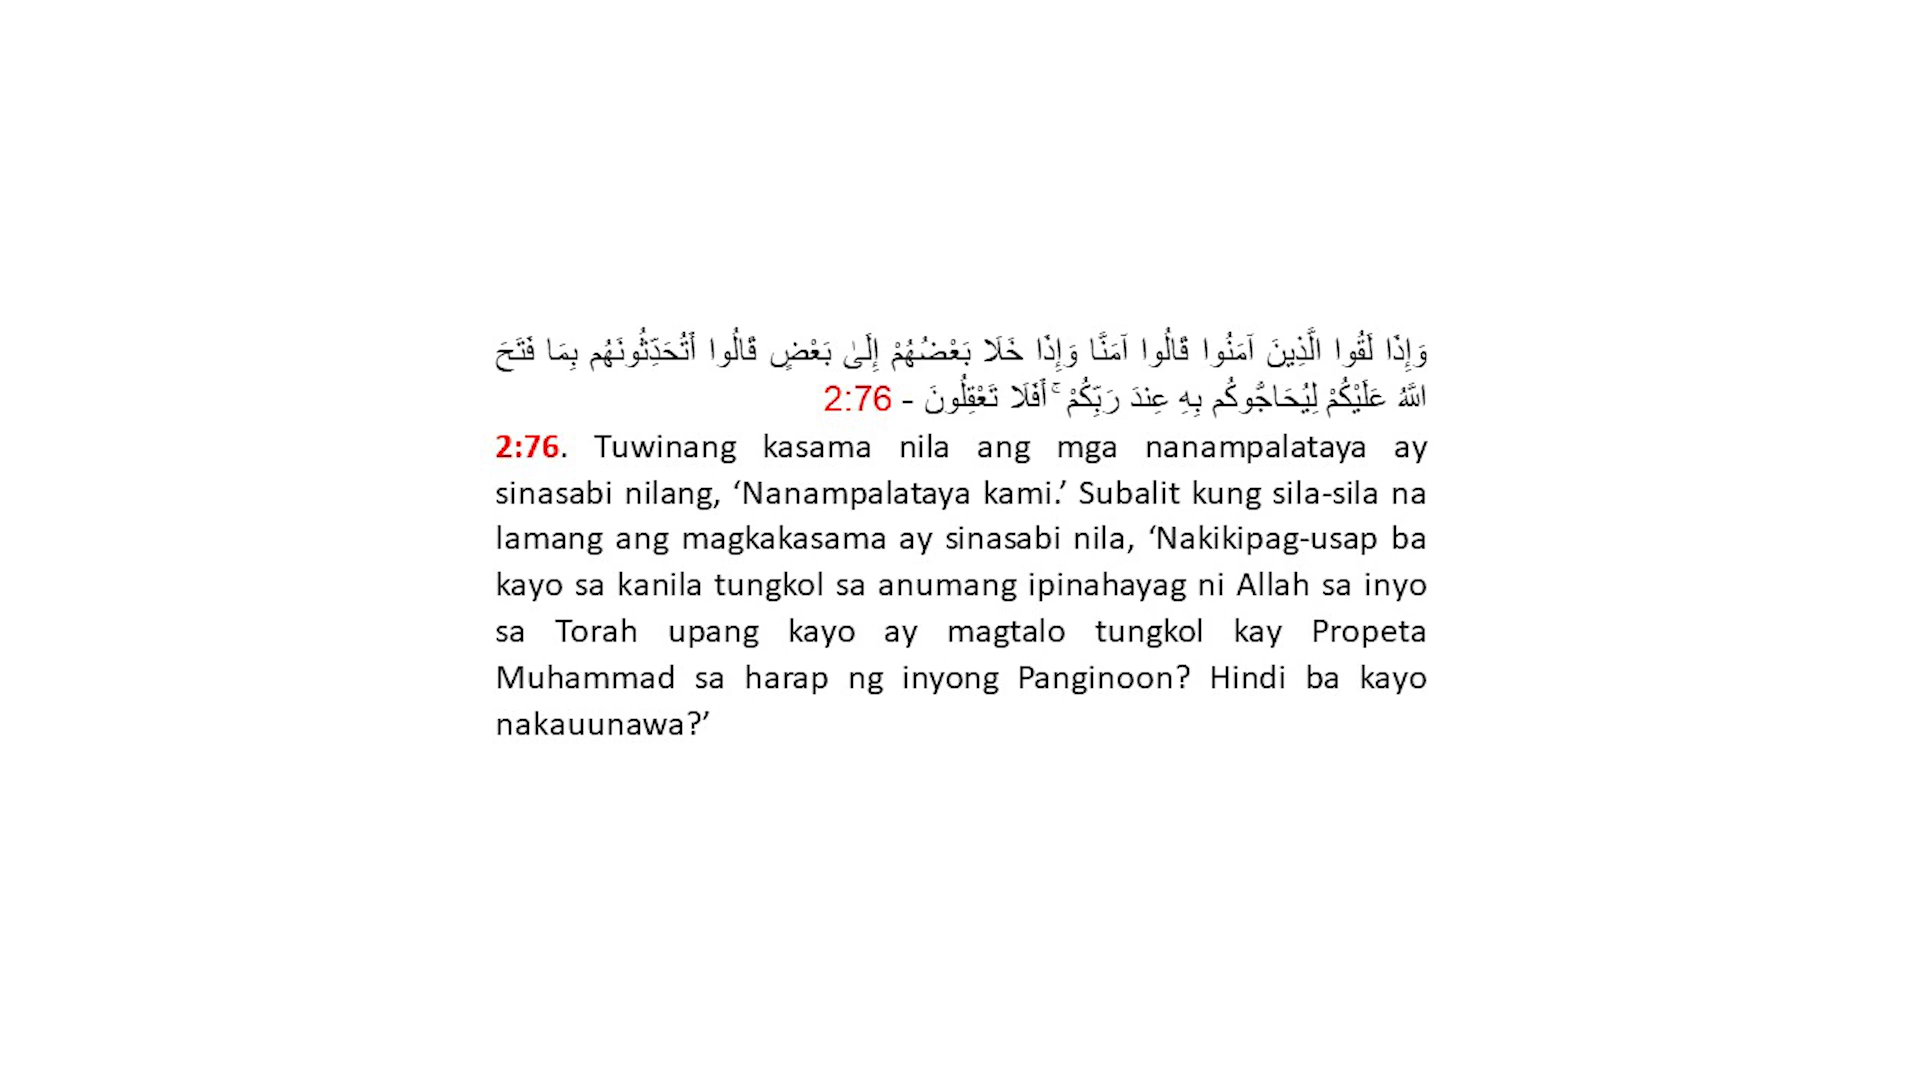 وَإِذَا لَقُوا الَّذِينَ آمَنُوا قَالُوا آمَنَّا وَإِذَا خَلَا بَعْضُهُمْ إِلَىٰ بَعْضٍ قَالُوا أَتُحَدِّثُونَهُم بِمَا فَتَحَ
اللَّهُ عَلَيْكُمْ لِيُحَاجُّوكُم بِهِ عِندَ رَبِّكُمْ ۚ أَفَلَا تَعْقِلُونَ - 2:76
2:76. Tuwinang kasama nila ang mga nanampalataya ay
sinasabi nilang, ‘Nanampalataya kami.’ Subalit kung sila-sila na
lamang ang magkakasama ay sinasabi nila, ‘Nakikipag-usap ba
kayo sa kanila tungkol sa anumang ipinahayag ni Allah sa inyo
sa Torah upang kayo ay magtalo tungkol kay Propeta
Muhammad sa harap ng inyong Panginoon? Hindi ba kayo
nakauunawa?’